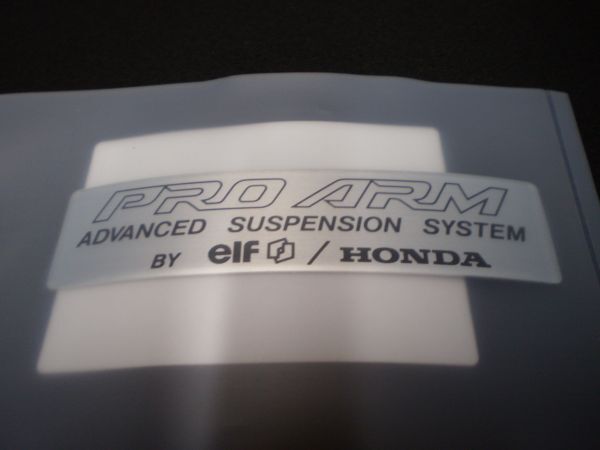 PRO ARM
ADVANCED SUSPENSION SYSTEM
BY elf / HONDA